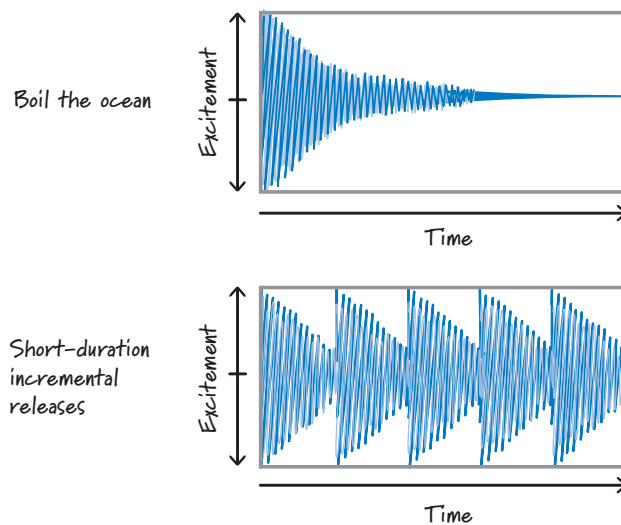 Boil the ocean
Excitement
Time
Short-duration
incremental
releases
Excitement
Time